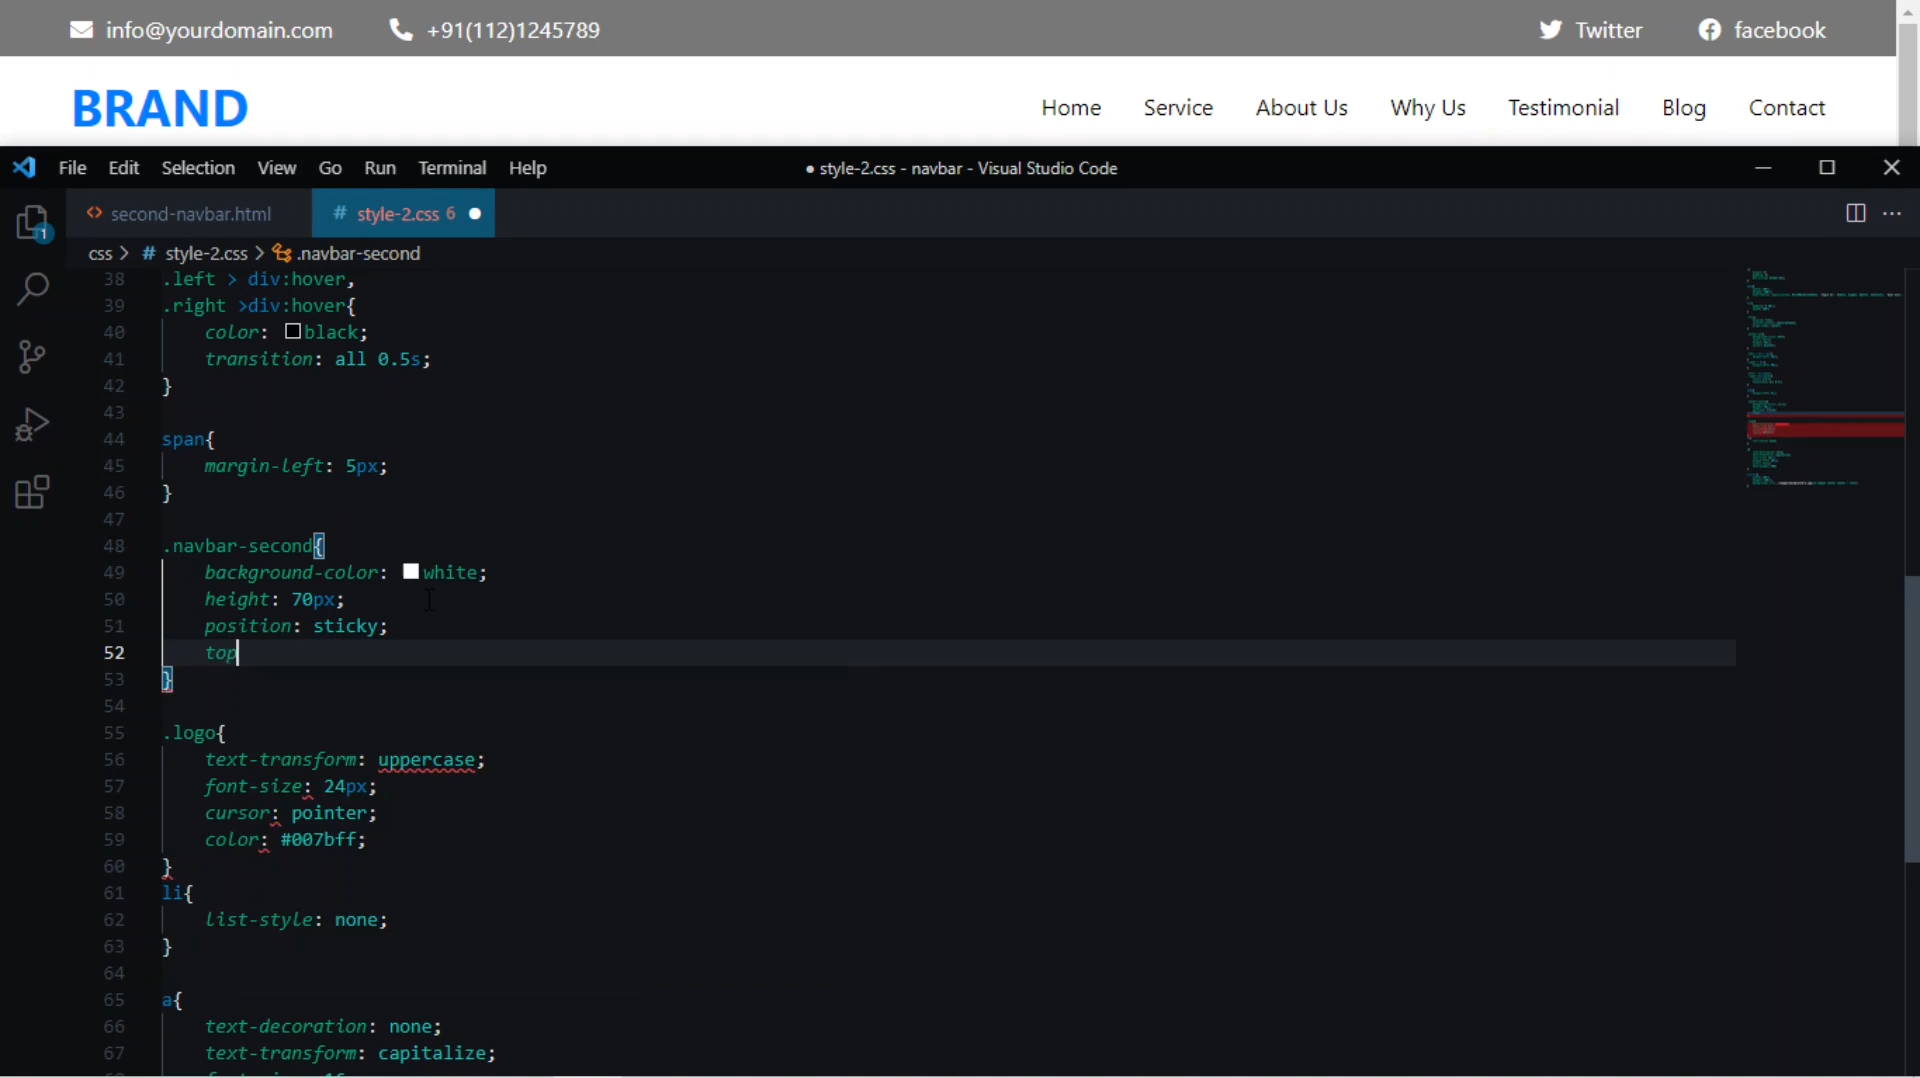 info@yourdomain.com +91(112)1245789 Twitter facebook
BRAND Home Service About Us Why Us Testimonial Blog Contact
File Edit Selection View Go Run Terminal Help ● style-2.css - navbar - Visual Studio Code
<> second-navbar.html # style-2.css 6 ●
css > # style-2.css > .navbar-second
1
38 .left > div:hover,
39 .right >div:hover{
40 color: black;
41 transition: all 0.5s;
42 }
43
44 span{
45 margin-left: 5px;
46 }
47
48 .navbar-second{
49 background-color: white;
50 height: 70px;
51 position: sticky;
52 top
53 }
54
55 .logo{
56 text-transform: uppercase;
57 font-size: 24px;
58 cursor: pointer;
59 color: #007bff;
60 }
61 li{
62 list-style: none;
63 }
64
65 a{
66 text-decoration: none;
67 text-transform: capitalize;